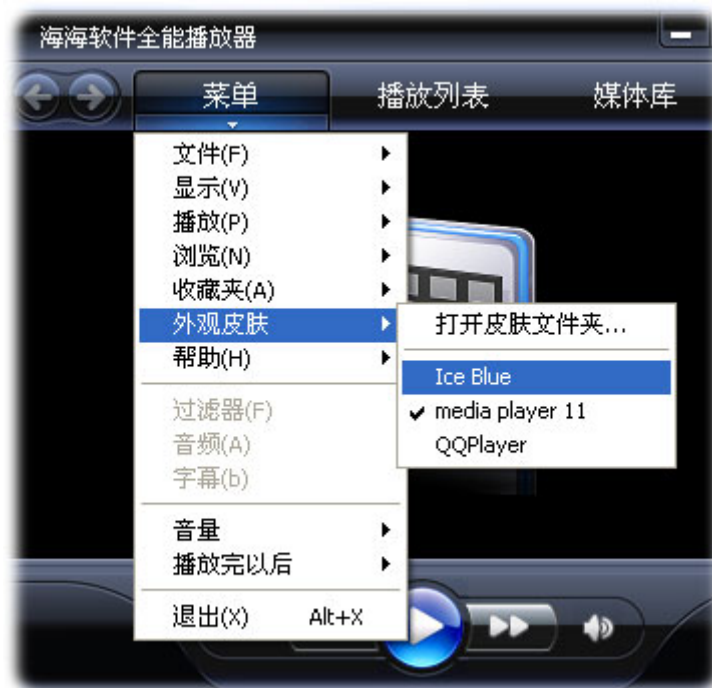 海海软件全能播放器
菜单
播放列表
媒体库
文件(F)
显示(V)
播放(P)
浏览(N)
收藏夹(A)
外观皮肤
帮助(H)
过滤器(F)
音频(A)
字幕(b)
音量
播放完以后
退出(X) Alt+X
打开皮肤文件夹...
Ice Blue
media player 11
QQPlayer